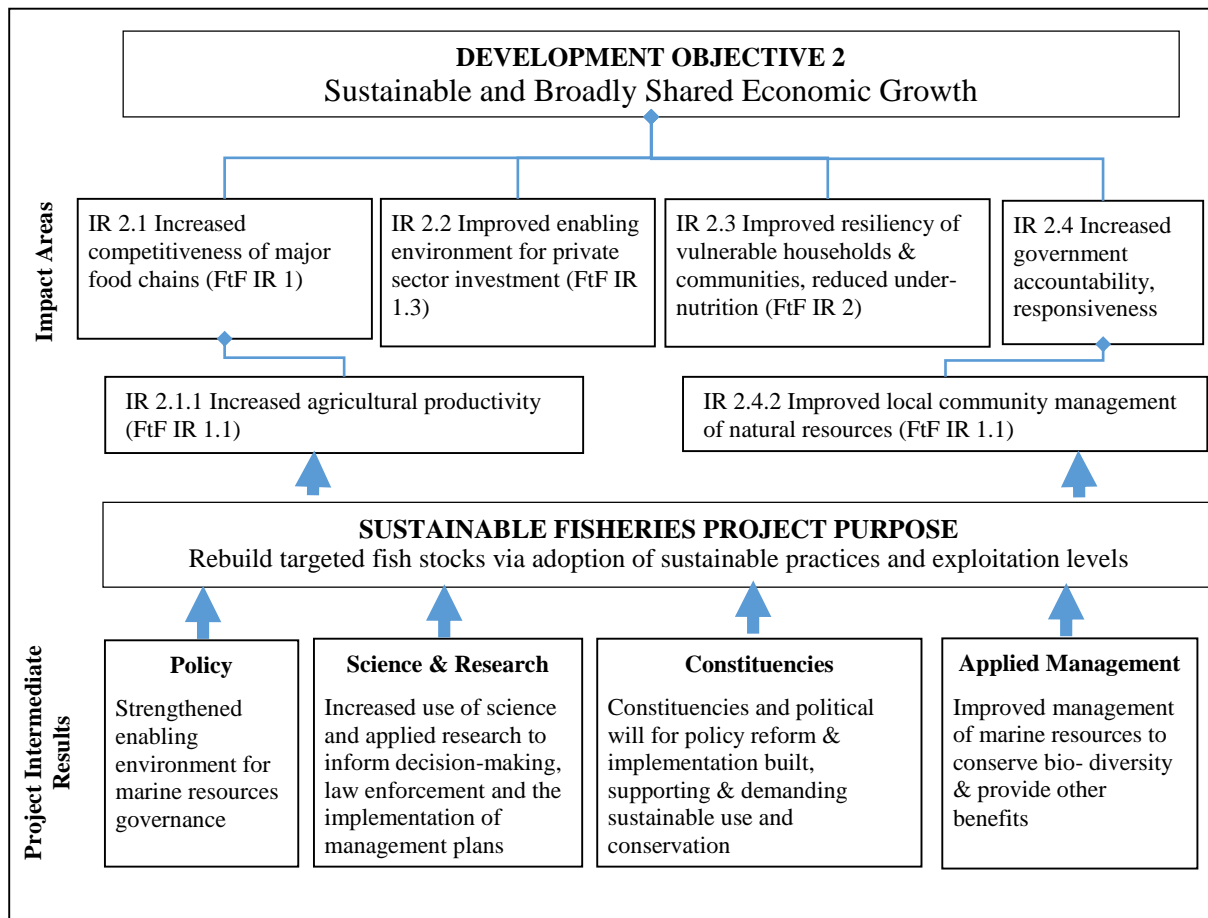 DEVELOPMENT OBJECTIVE 2
Sustainable and Broadly Shared Economic Growth
Impact Areas
IR 2.1 Increased
competitiveness of major
food chains (FtF IR 1)
IR 2.2 Improved enabling
environment for private
sector investment (FtF IR
1.3)
IR 2.3 Improved resiliency of
vulnerable households &
communities, reduced under-
nutrition (FtF IR 2)
IR 2.4 Increased
government
accountability,
responsiveness
IR 2.1.1 Increased agricultural productivity
(FtF IR 1.1)
IR 2.4.2 Improved local community management
of natural resources (FtF IR 1.1)
SUSTAINABLE FISHERIES PROJECT PURPOSE
Rebuild targeted fish stocks via adoption of sustainable practices and exploitation levels
Project Intermediate
Results
Policy
Strengthened
enabling
environment for
marine resources
governance
Science & Research
Increased use of science
and applied research to
inform decision-making,
law enforcement and the
implementation of
management plans
Constituencies
Constituencies and political
will for policy reform &
implementation built,
supporting & demanding
sustainable use and
conservation
Applied Management
Improved management
of marine resources to
conserve bio- diversity
& provide other
benefits